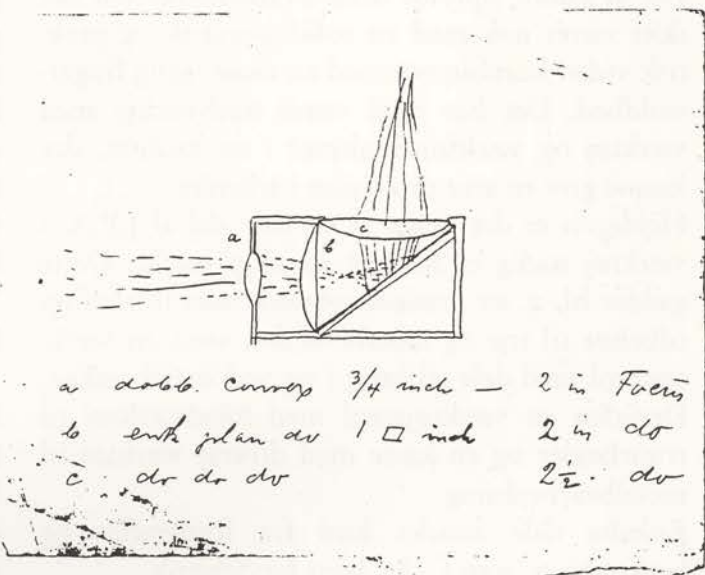 a
b
c
a dobb. convex 3/4 inch — 2 in Focus
b enk plan do 1 □ inch 2 in do
c do do do 2½. do